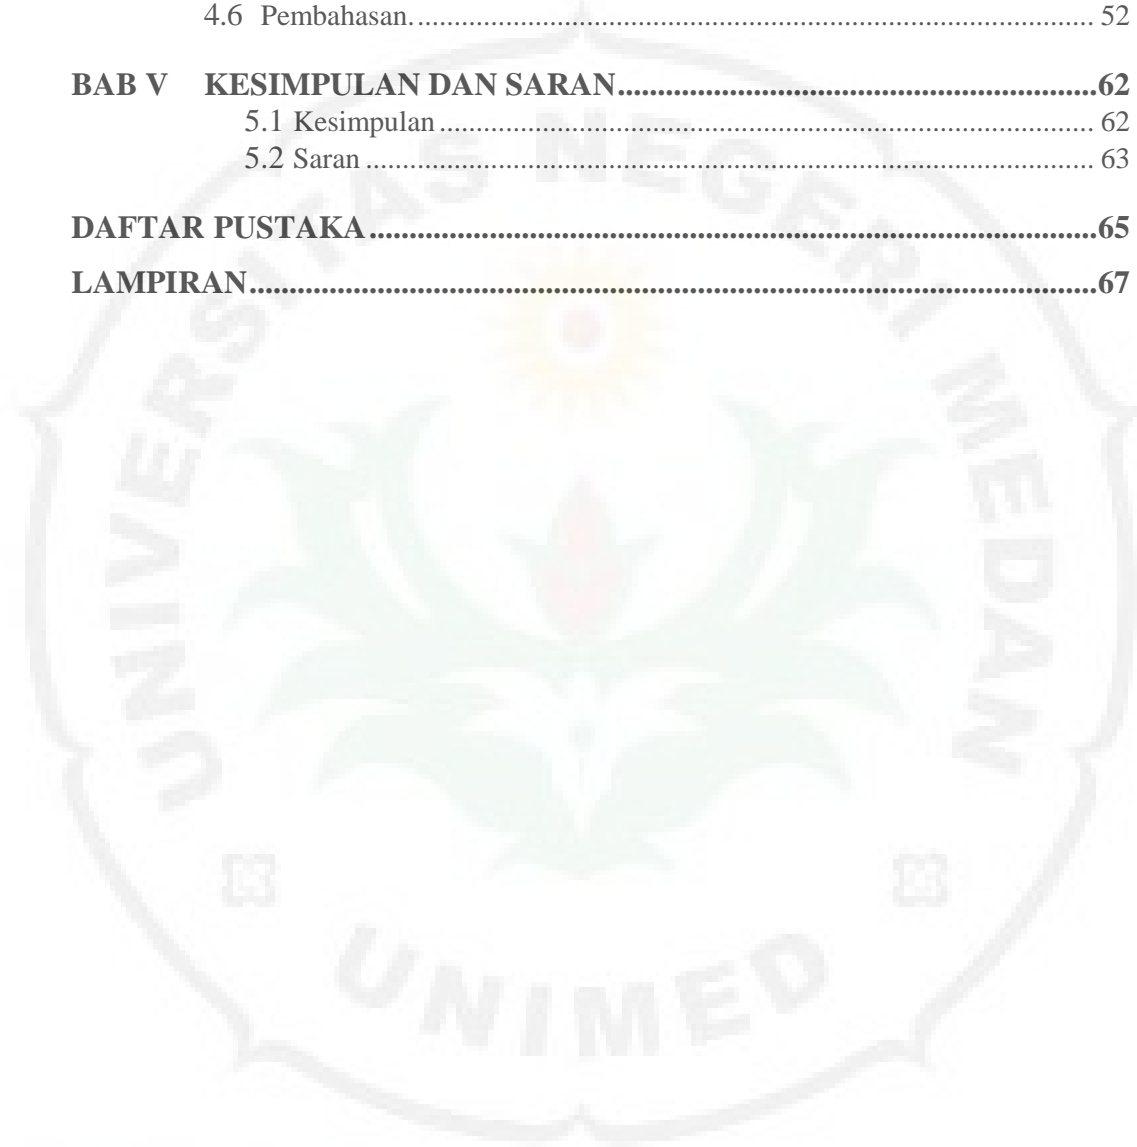 4.6 Pembahasan................................................................................................ 52
BAB V KESIMPULAN DAN SARAN.................................................................62
5.1 Kesimpulan............................................................................................ 62
5.2 Saran...................................................................................................... 63
DAFTAR PUSTAKA.......................................................................................65
LAMPIRAN....................................................................................................67
UNIVERSITAS NEGERI MEDAN
UNIMED